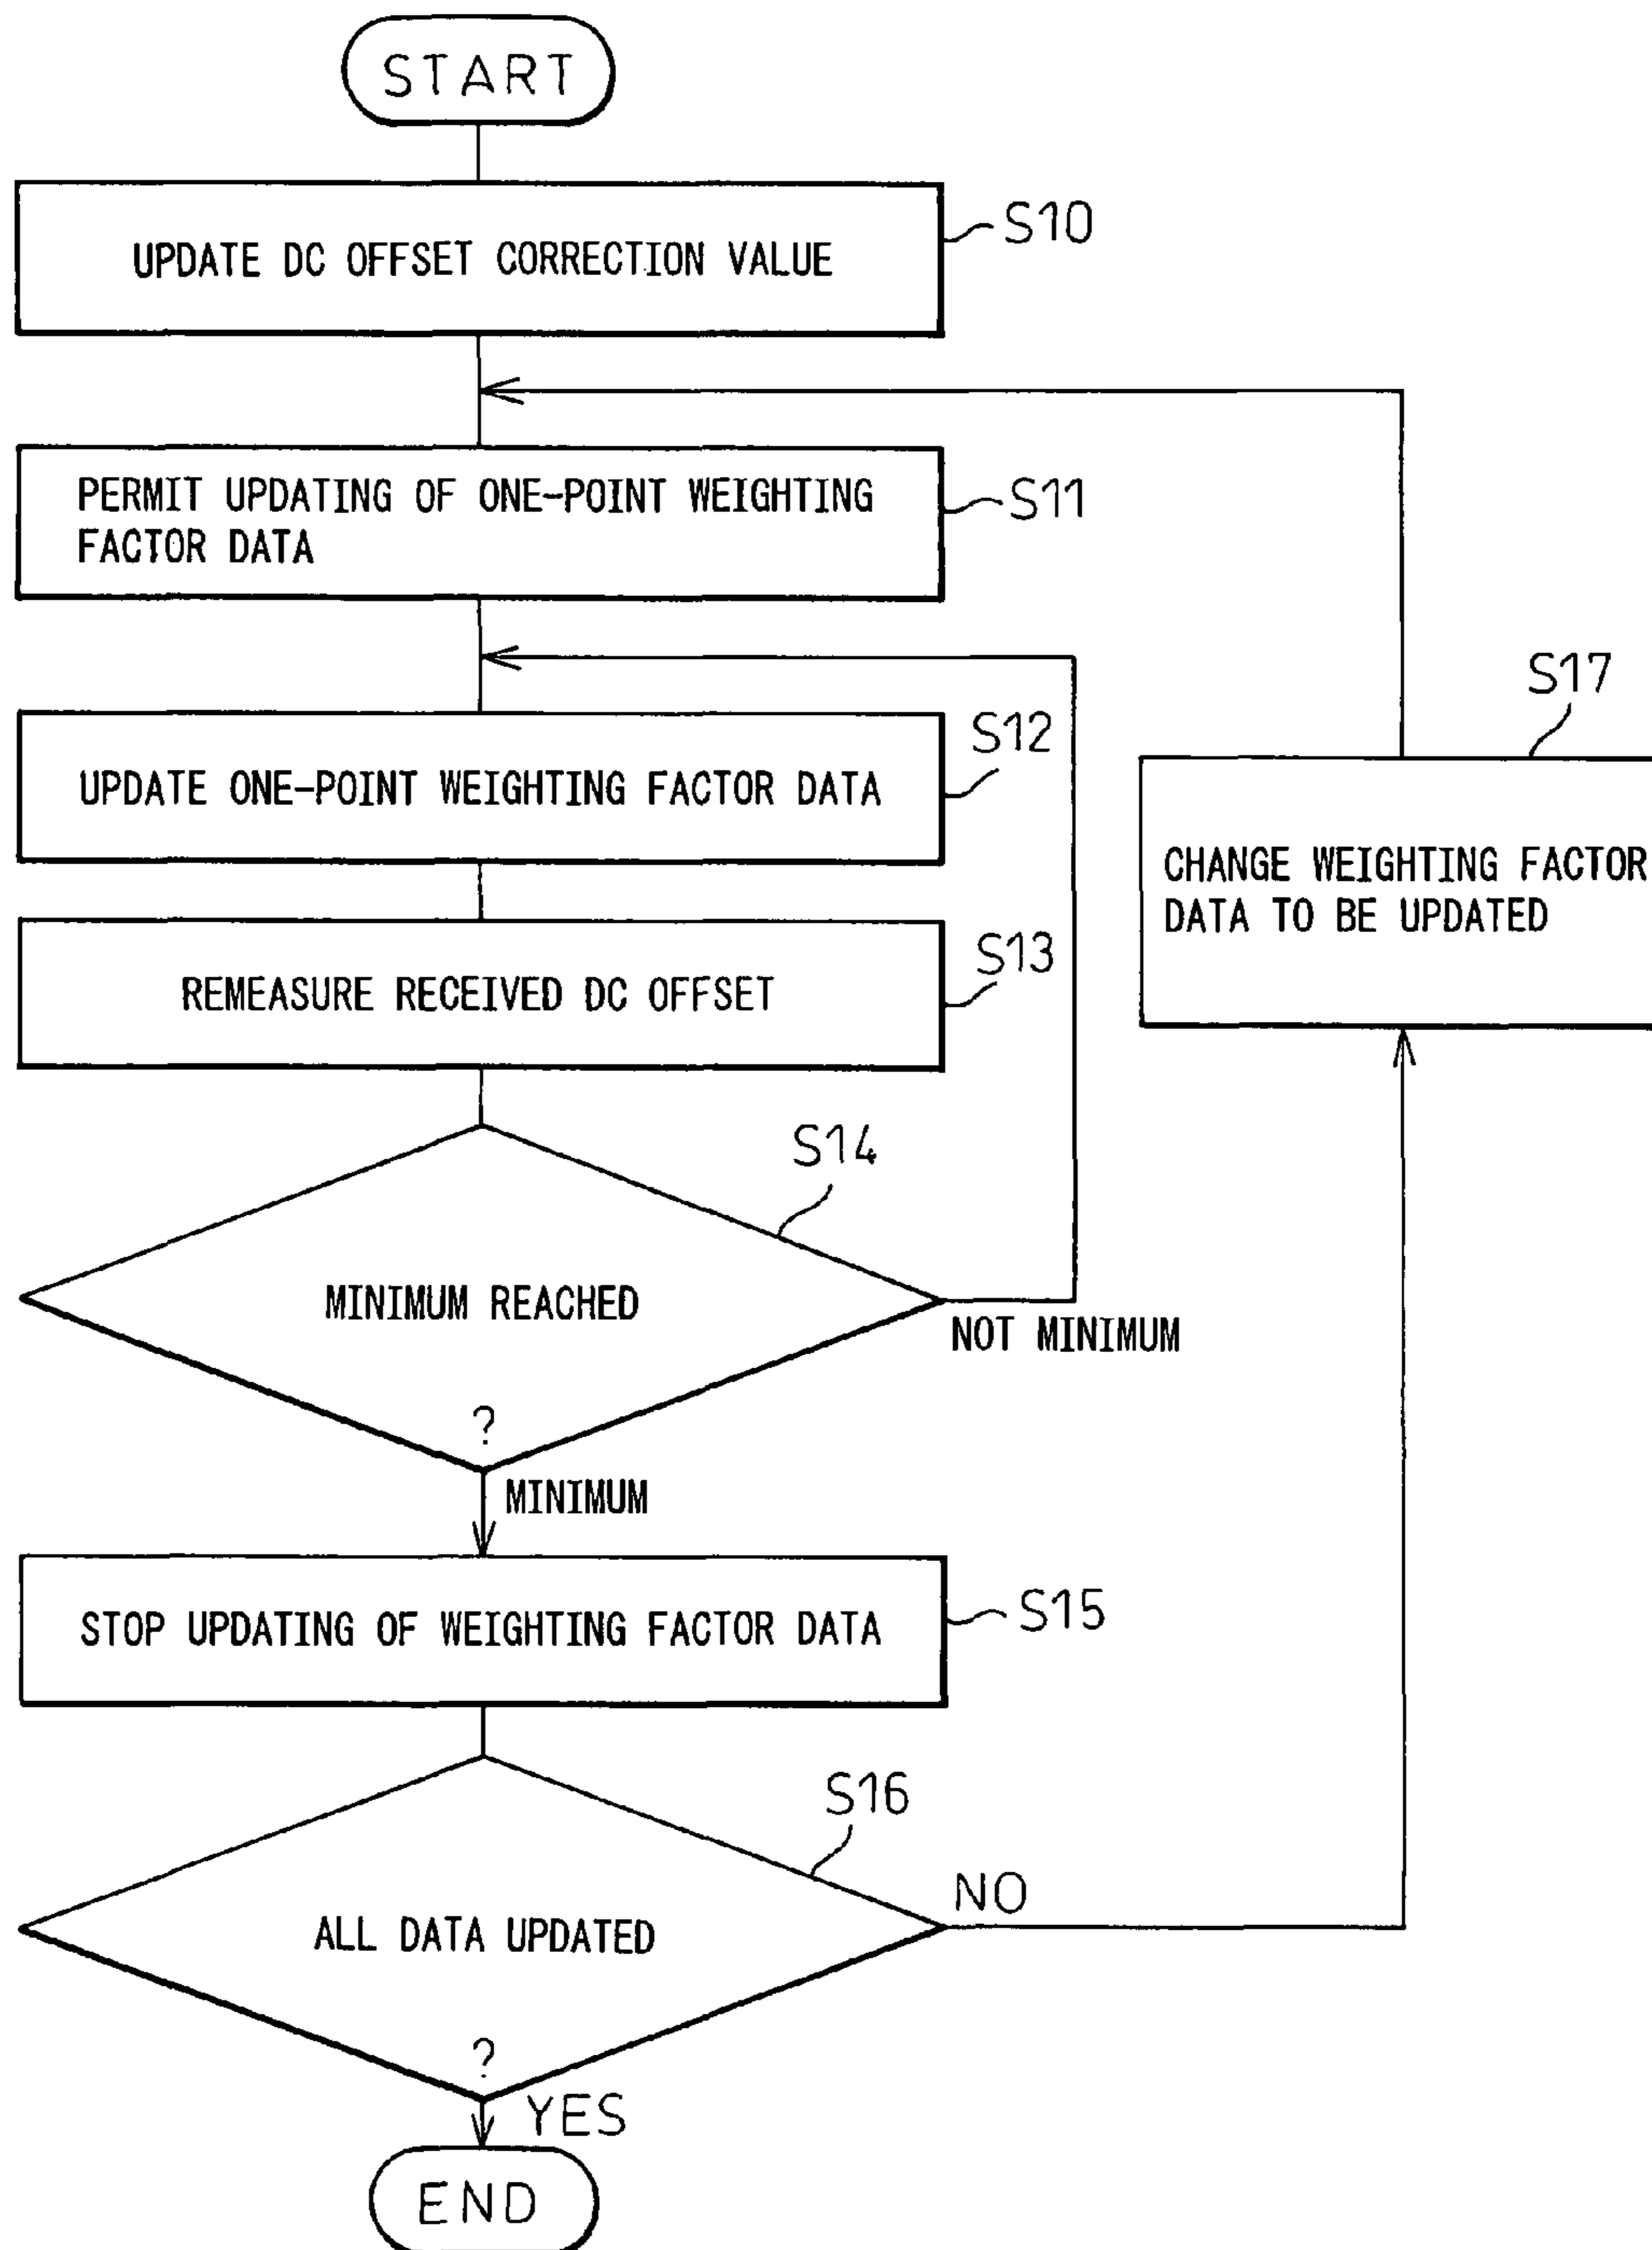 START
UPDATE DC OFFSET CORRECTION VALUE
S10
PERMIT UPDATING OF ONE-POINT WEIGHTING
FACTOR DATA
S11
UPDATE ONE-POINT WEIGHTING FACTOR DATA
S12
S17
CHANGE WEIGHTING FACTOR
DATA TO BE UPDATED
REMEASURE RECEIVED DC OFFSET
S13
S14
MINIMUM REACHED
?
NOT MINIMUM
MINIMUM
STOP UPDATING OF WEIGHTING FACTOR DATA
S15
S16
ALL DATA UPDATED
?
NO
YES
END